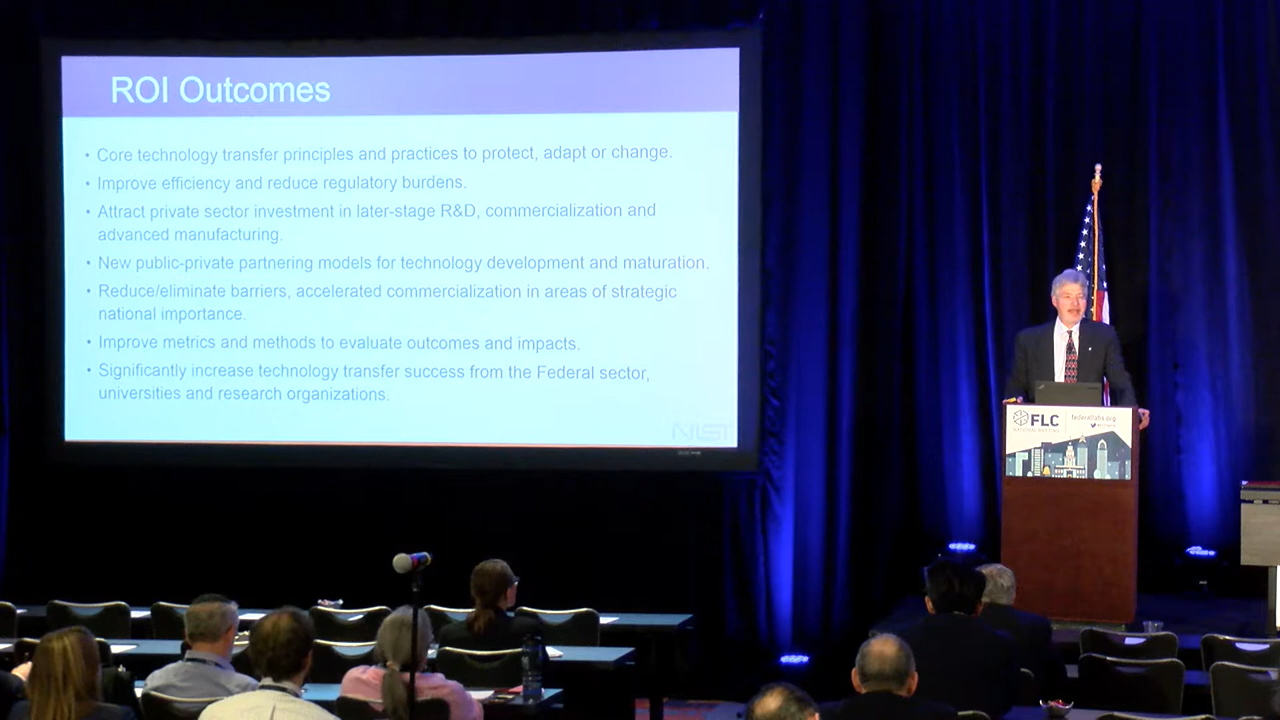 ROI Outcomes
• Core technology transfer principles and practices to protect, adapt or change.
• Improve efficiency and reduce regulatory burdens.
• Attract private sector investment in later-stage R&D, commercialization and
advanced manufacturing.
• New public-private partnering models for technology development and maturation.
• Reduce/eliminate barriers, accelerated commercialization in areas of strategic
national importance.
• Improve metrics and methods to evaluate outcomes and impacts.
• Significantly increase technology transfer success from the Federal sector,
universities and research organizations.
NIST
FLC
NATIONAL MEETING
federallabs.org